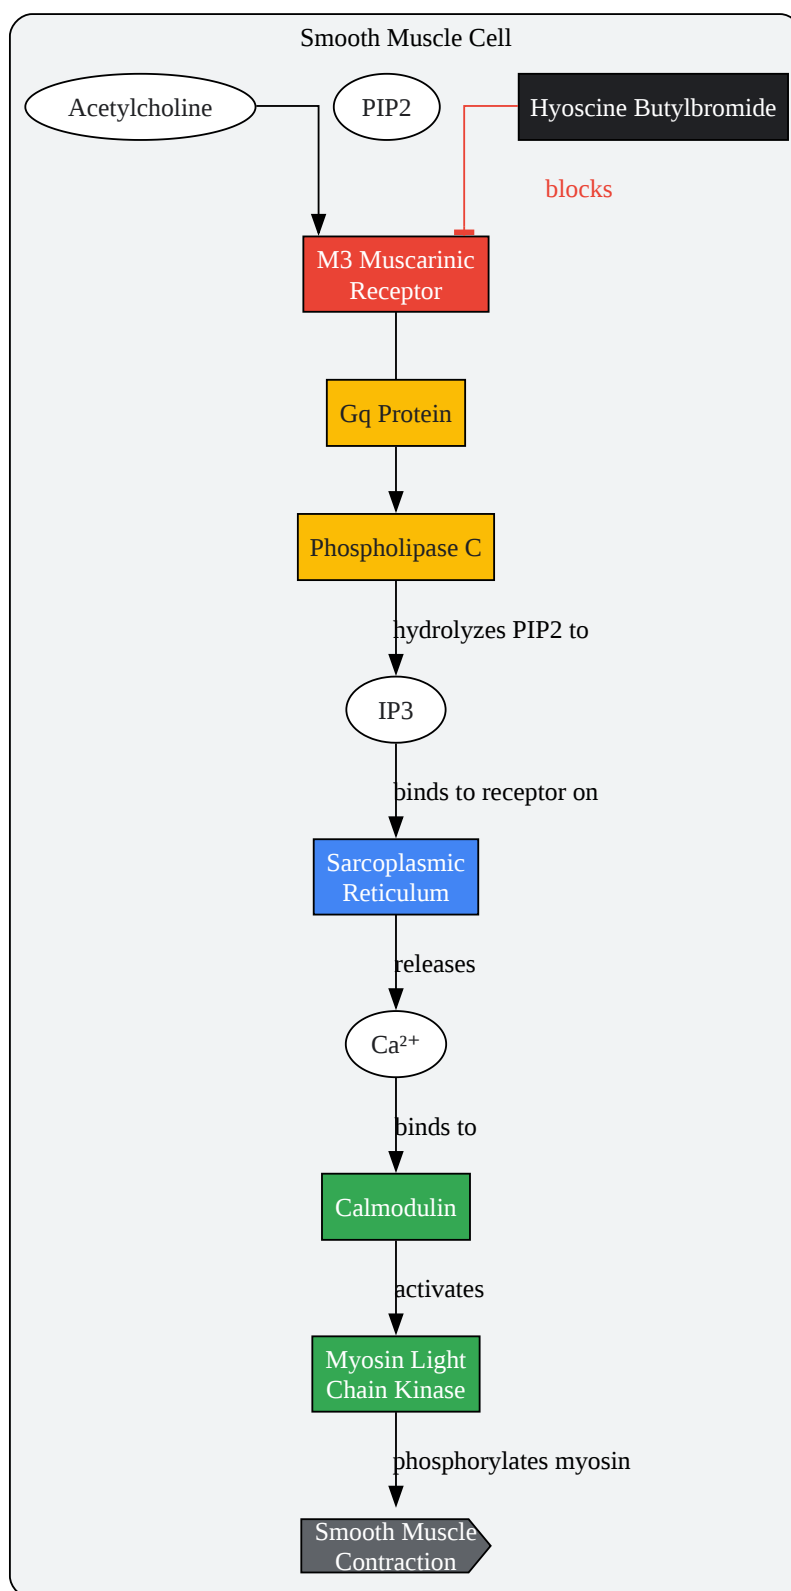 Smooth Muscle Cell
Acetylcholine
PIP2
Hyoscine Butylbromide
blocks
M3 Muscarinic
Receptor
Gq Protein
Phospholipase C
hydrolyzes PIP2 to
IP3
binds to receptor on
Sarcoplasmic
Reticulum
releases
Ca²⁺
binds to
Calmodulin
activates
Myosin Light
Chain Kinase
phosphorylates myosin
Smooth Muscle
Contraction